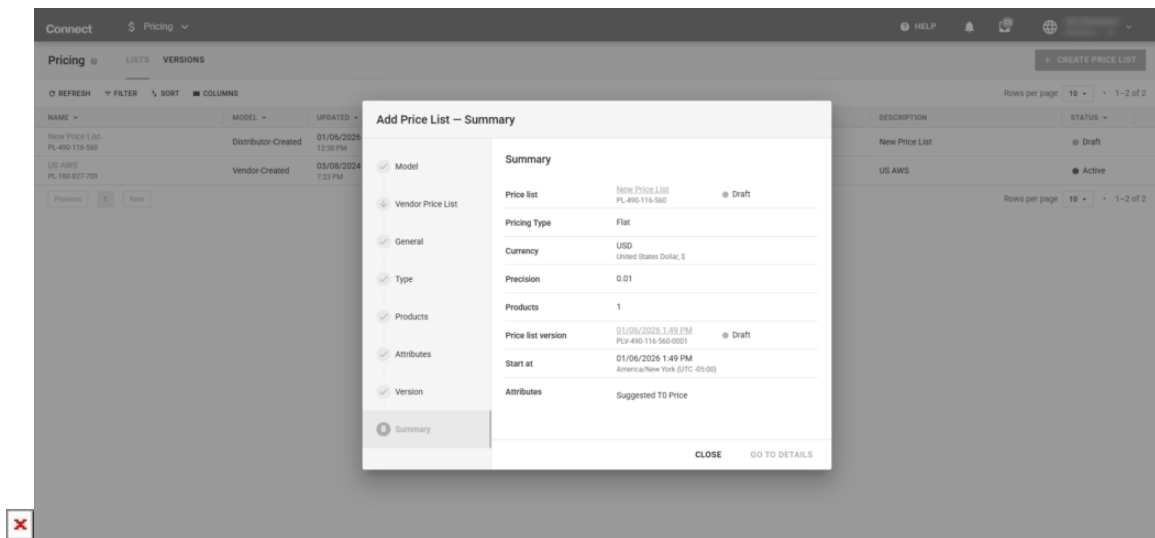 Connect
$ Pricing
HELP
Pricing
LISTS VERSIONS
+ CREATE PRICE LIST
REFRESH FILTER SORT COLUMNS
Rows per page 10 • 1–2 of 2
NAME MODEL UPDATED DESCRIPTION STATUS
New Price List
PL-490-116-560
Distributor-Created
01/06/2026
12:50 PM
New Price List
Draft
US AWS
PL-180-827-709
Vendor-Created
03/08/2024
7:23 PM
US AWS
Active
Previous 1 Next
Rows per page 10 • 1–2 of 2
Add Price List — Summary
Model
Vendor Price List
General
Type
Products
Attributes
Version
Summary
Summary
Price list
New Price List
PL-490-116-560
Draft
Pricing Type Flat
Currency
USD
United States Dollar, $
Precision 0.01
Products 1
Price list version
01/06/2026 1:49 PM
PLV-490-116-560-0001
Draft
Start at
01/06/2026 1:49 PM
America/New York (UTC -05:00)
Attributes Suggested T0 Price
CLOSE GO TO DETAILS